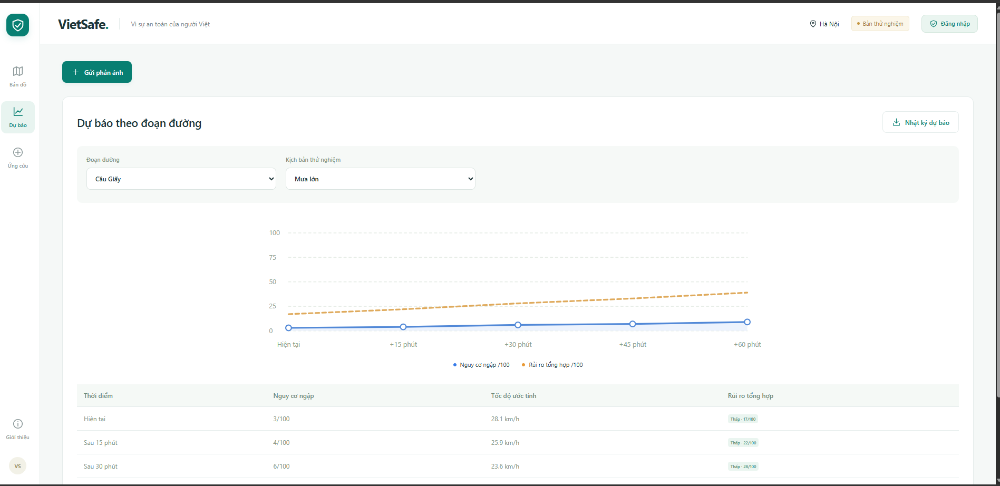 VietSafe.
Vì sự an toàn của người Việt
Hà Nội
Bản thử nghiệm
Đăng nhập
Bản đồ
Dự báo
Ứng cứu
Giới thiệu
VS
Gửi phản ánh
Dự báo theo đoạn đường
Nhật ký dự báo
Đoạn đường
Kịch bản thử nghiệm
Cầu Giấy
Mưa lớn
100
75
50
25
0
Hiện tại +15 phút +30 phút +45 phút +60 phút
Nguy cơ ngập /100 Rủi ro tổng hợp /100
Thời điểm Nguy cơ ngập Tốc độ ước tính Rủi ro tổng hợp
Hiện tại 3/100 28.1 km/h Thấp · 17/100
Sau 15 phút 4/100 25.9 km/h Thấp · 22/100
Sau 30 phút 6/100 23.6 km/h Thấp · 28/100